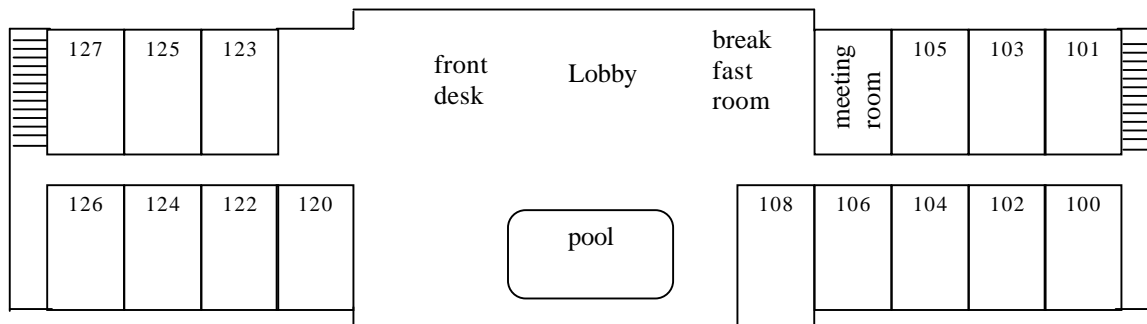 127 125 123
front
desk
Lobby
break
fast
room
meeting
room
105 103 101
126 124 122 120
pool
108 106 104 102 100